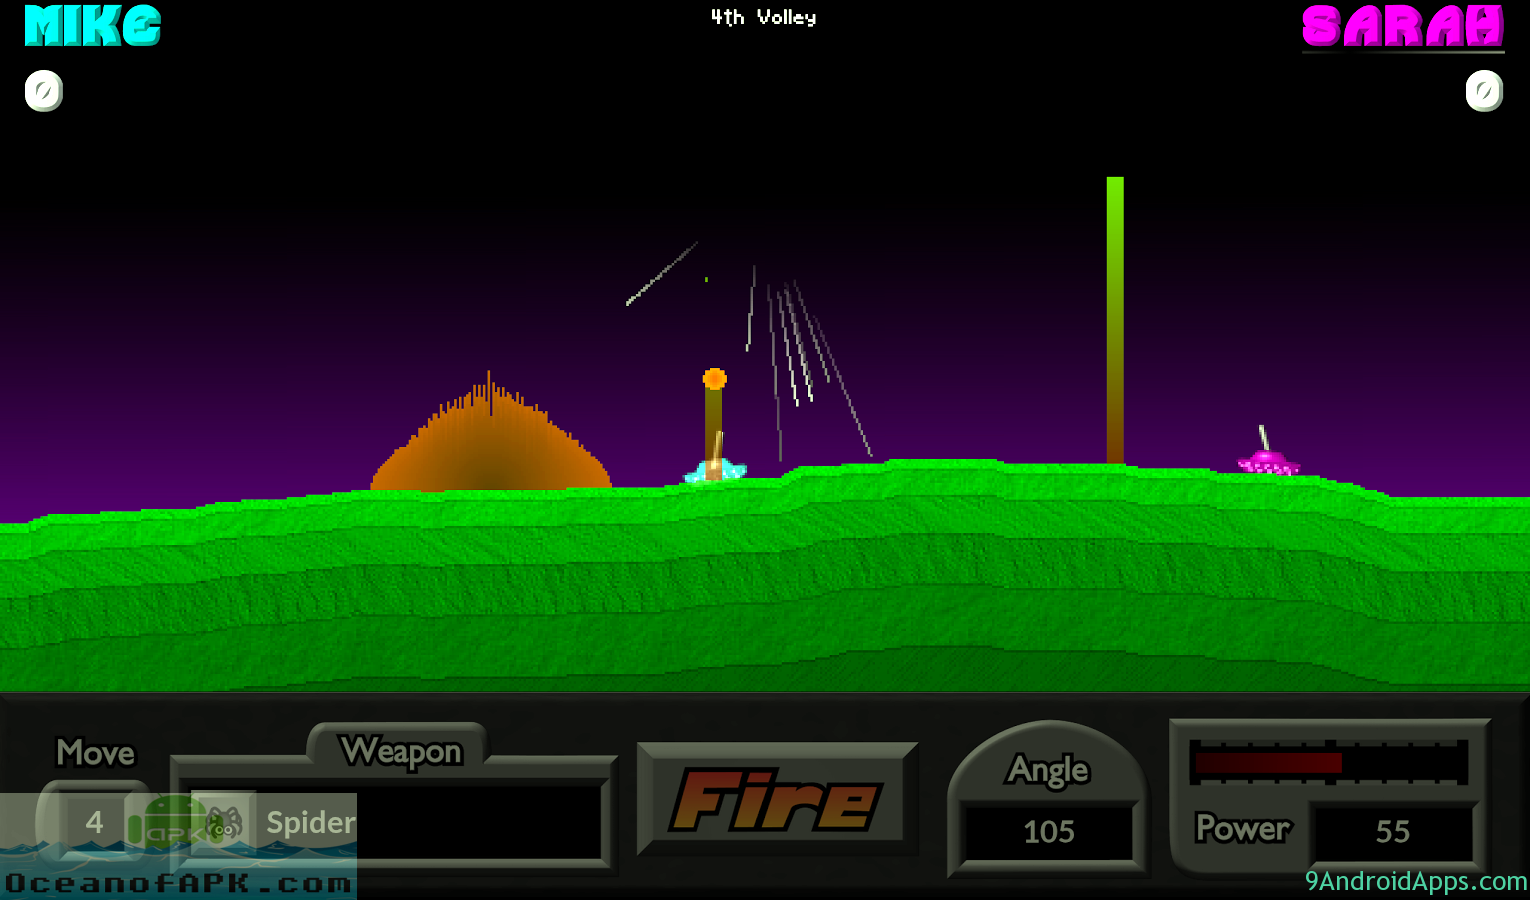 MIKE
4th Volley
SARAH
0
0
Move
Weapon
Fire
Angle
Power
4
Spider
105
55
APK
OceanofAPK.com
9AndroidApps.com